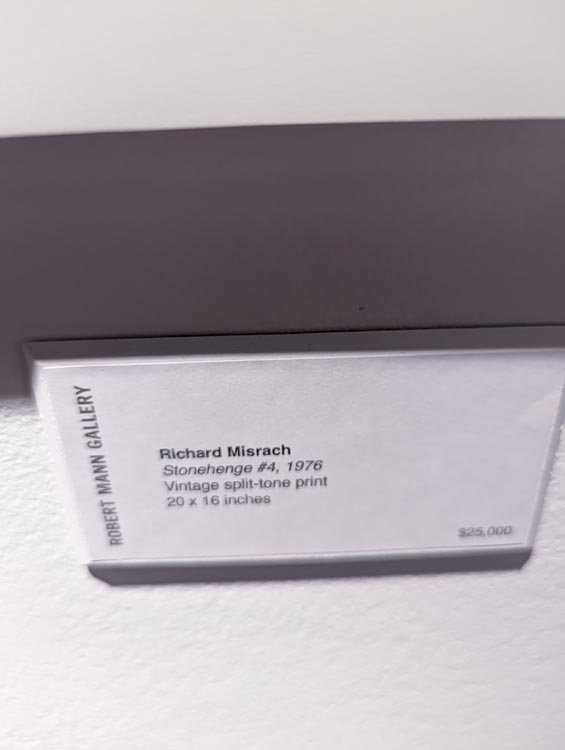 ROBERT MANN GALLERY
Richard Misrach
Stonehenge #4, 1976
Vintage split-tone print
20 x 16 inches
$25,000